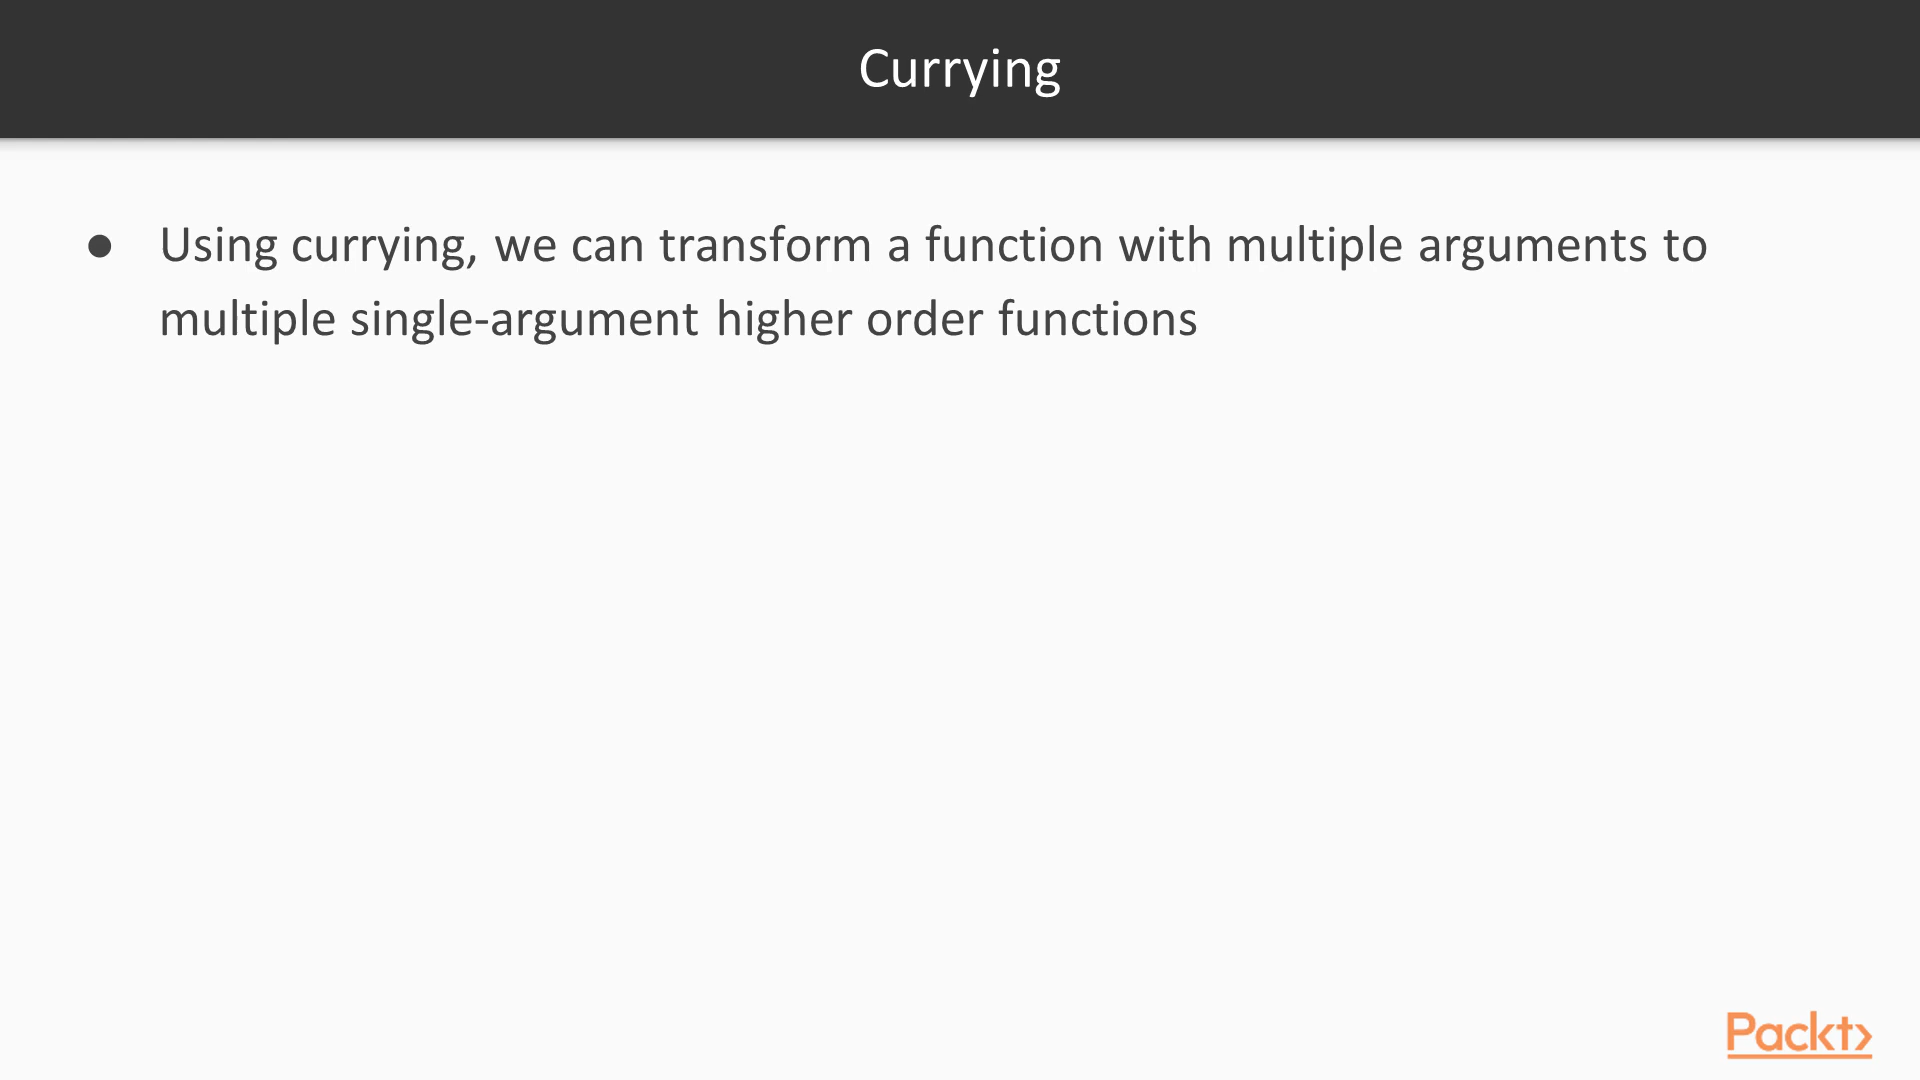 Currying
● Using currying, we can transform a function with multiple arguments to
multiple single-argument higher order functions
Packt>